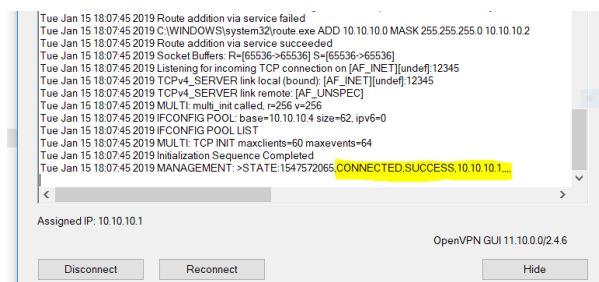 Tue Jan 15 18:07:45 2019 Route addition via service failed
Tue Jan 15 18:07:45 2019 C:\WINDOWS\system32\route.exe ADD 10.10.10.0 MASK 255.255.255.0 10.10.10.2
Tue Jan 15 18:07:45 2019 Route addition via service succeeded
Tue Jan 15 18:07:45 2019 Socket Buffers: R=[65536->65536] S=[65536->65536]
Tue Jan 15 18:07:45 2019 Listening for incoming TCP connection on [AF_INET][undef]:12345
Tue Jan 15 18:07:45 2019 TCPv4_SERVER link local (bound): [AF_INET][undef]:12345
Tue Jan 15 18:07:45 2019 TCPv4_SERVER link remote: [AF_UNSPEC]
Tue Jan 15 18:07:45 2019 MULTI: multi_init called, r=256 v=256
Tue Jan 15 18:07:45 2019 IFCONFIG POOL: base=10.10.10.4 size=62, ipv6=0
Tue Jan 15 18:07:45 2019 IFCONFIG POOL LIST
Tue Jan 15 18:07:45 2019 MULTI: TCP INIT maxclients=60 maxevents=64
Tue Jan 15 18:07:45 2019 Initialization Sequence Completed
Tue Jan 15 18:07:45 2019 MANAGEMENT: >STATE:1547572065,CONNECTED,SUCCESS,10.10.10.1,,,,
Assigned IP: 10.10.10.1
OpenVPN GUI 11.10.0.0/2.4.6
Disconnect Reconnect Hide